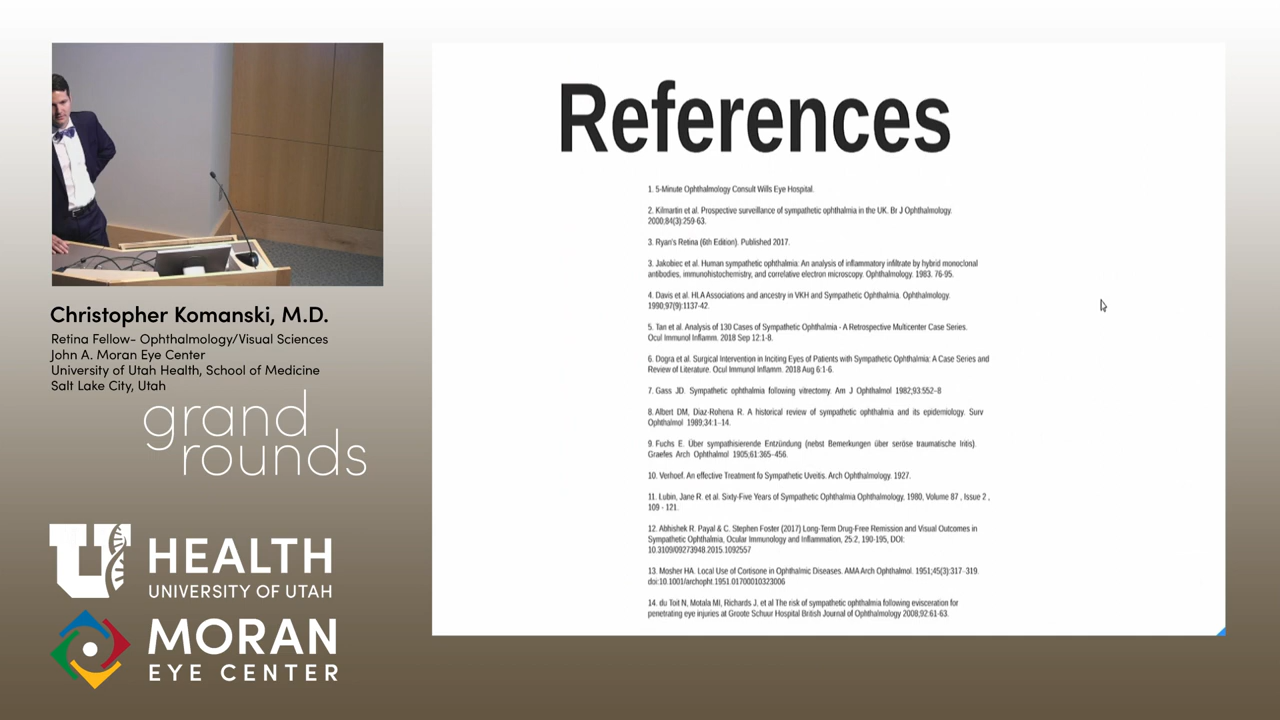 Christopher Komanski, M.D.
Retina Fellow- Ophthalmology/Visual Sciences
John A. Moran Eye Center
University of Utah Health, School of Medicine
Salt Lake City, Utah
grand
rounds
U
HEALTH
UNIVERSITY OF UTAH
MORAN
EYE CENTER
References
1. 5-Minute Ophthalmology Consult Wills Eye Hospital.
2. Kilmartin et al. Prospective surveillance of sympathetic ophthalmia in the UK. Br J Ophthalmology.
2000;84(3):259-63.
3. Ryan's Retina (6th Edition). Published 2017.
3. Jakobiec et al. Human sympathetic ophthalmia: An analysis of inflammatory infiltrate by hybrid monoclonal
antibodies, immunohistochemistry, and correlative electron microscopy. Ophthalmology. 1983. 76-95.
4. Davis et al. HLA Associations and ancestry in VKH and Sympathetic Ophthalmia. Ophthalmology.
1990;97(9):1137-42.
5. Tan et al. Analysis of 130 Cases of Sympathetic Ophthalmia - A Retrospective Multicenter Case Series.
Ocul Immunol Inflamm. 2018 Sep 12:1-8.
6. Dogra et al. Surgical Intervention in Inciting Eyes of Patients with Sympathetic Ophthalmia: A Case Series and
Review of Literature. Ocul Immunol Inflamm. 2018 Aug 6:1-6.
7. Gass JD. Sympathetic ophthalmia following vitrectomy. Am J Ophthalmol 1982;93:552–8
8. Albert DM, Diaz-Rohena R. A historical review of sympathetic ophthalmia and its epidemiology. Surv
Ophthalmol 1989;34:1–14.
9. Fuchs E. Über sympathisierende Entzündung (nebst Bemerkungen über seröse traumatische Iritis).
Graefes Arch Ophthalmol 1905;61:365–456.
10. Verhoef. An effective Treatment fo Sympathetic Uveitis. Arch Ophthalmology. 1927.
11. Lubin, Jane R. et al. Sixty-Five Years of Sympathetic Ophthalmia Ophthalmology, 1980, Volume 87 , Issue 2 ,
109 - 121.
12. Abhishek R. Payal & C. Stephen Foster (2017) Long-Term Drug-Free Remission and Visual Outcomes in
Sympathetic Ophthalmia, Ocular Immunology and Inflammation, 25:2, 190-195, DOI:
10.3109/09273948.2015.1092557
13. Mosher HA. Local Use of Cortisone in Ophthalmic Diseases. AMA Arch Ophthalmol. 1951;45(3):317–319.
doi:10.1001/archopht.1951.01700010323006
14. du Toit N, Motala MI, Richards J, et al The risk of sympathetic ophthalmia following evisceration for
penetrating eye injuries at Groote Schuur Hospital British Journal of Ophthalmology 2008;92:61-63.